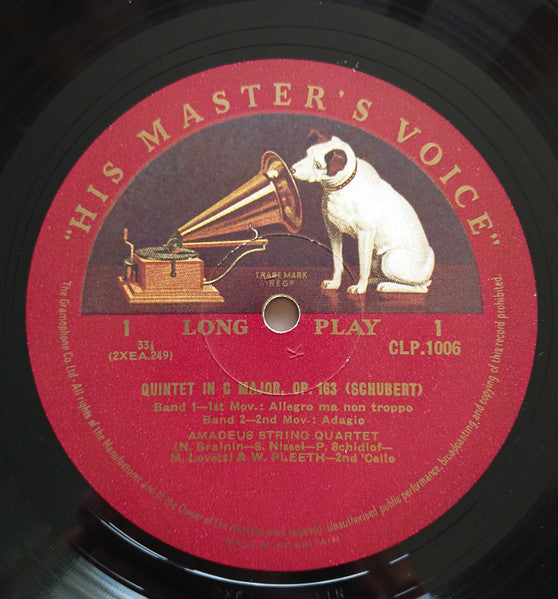 "HIS MASTER'S VOICE"
TRADE MARK
REGD
1 LONG PLAY 1
33⅓
(2XEA.249)
CLP.1006
QUINTET IN C MAJOR, OP. 163 (SCHUBERT)
Band 1—1st Mov.: Allegro ma non troppo
Band 2—2nd Mov.: Adagio
AMADEUS STRING QUARTET
(N. Brainin—S. Nissel—P. Schidlof—
M. Lovett) & W. PLEETH—2nd 'Cello
The Gramophone Co Ltd. All rights of the Manufacturer and of the Owner of the recorded work reserved. Unauthorised public performance, broadcasting and copying of this record prohibited.
MADE IN GT. BRITAIN